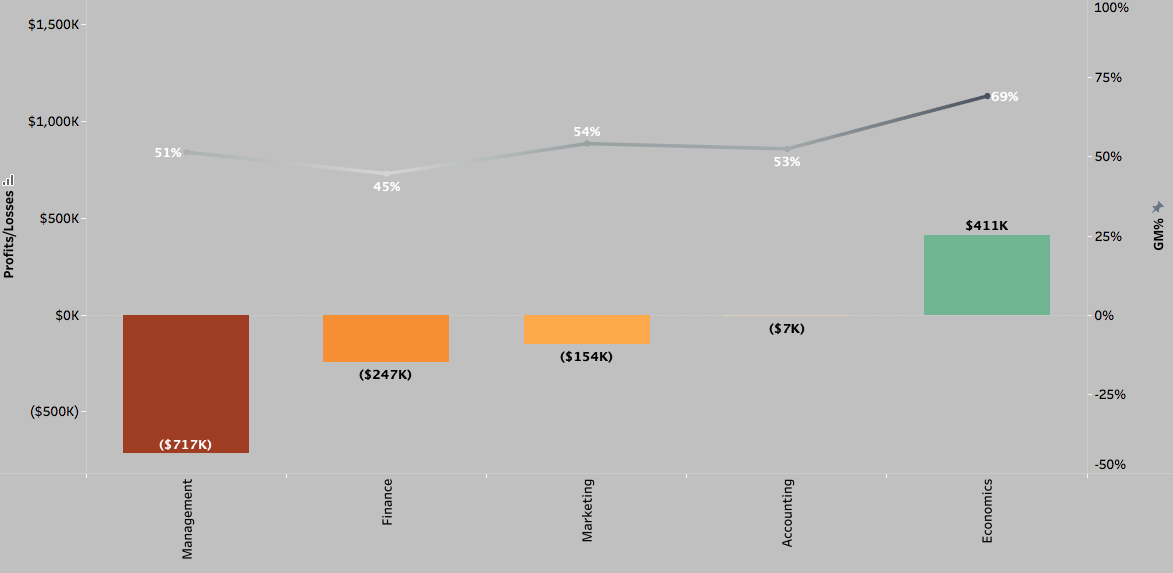 $1,500K
$1,000K
$500K
$0K
($500K)
Profits/Losses
100%
75%
50%
25%
0%
-25%
-50%
GM%
51%
45%
54%
53%
69%
($717K)
($247K)
($154K)
($7K)
$411K
Management
Finance
Marketing
Accounting
Economics